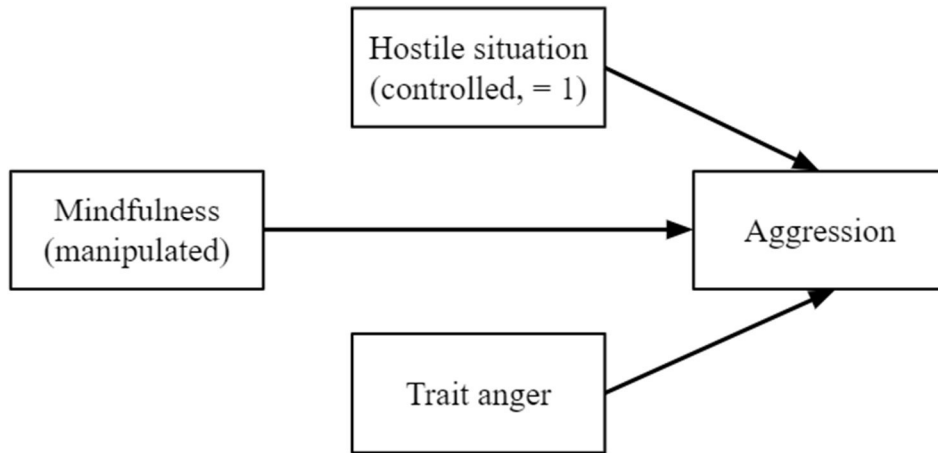 Hostile situation
(controlled, = 1)
Mindfulness
(manipulated)
Aggression
Trait anger